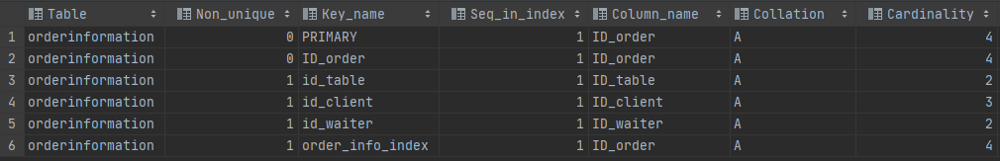 Table Non_unique Key_name Seq_in_index Column_name Collation Cardinality
1 orderinformation 0 PRIMARY 1 ID_order A 4
2 orderinformation 0 ID_order 1 ID_order A 4
3 orderinformation 1 id_table 1 ID_table A 2
4 orderinformation 1 id_client 1 ID_client A 3
5 orderinformation 1 id_waiter 1 ID_waiter A 2
6 orderinformation 1 order_info_index 1 ID_order A 4